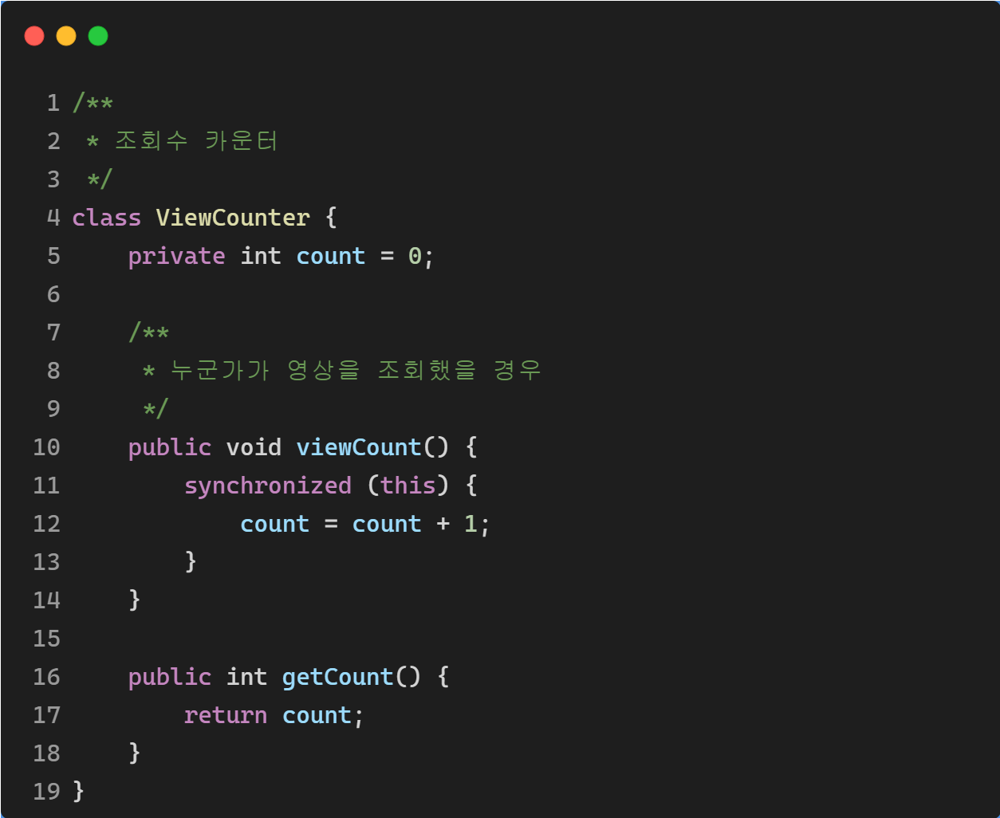 1 /**
2  * 조회수 카운터
3  */
4 class ViewCounter {
5     private int count = 0;
6
7     /**
8      * 누군가가 영상을 조회했을 경우
9      */
10     public void viewCount() {
11         synchronized (this) {
12             count = count + 1;
13         }
14     }
15
16     public int getCount() {
17         return count;
18     }
19 }